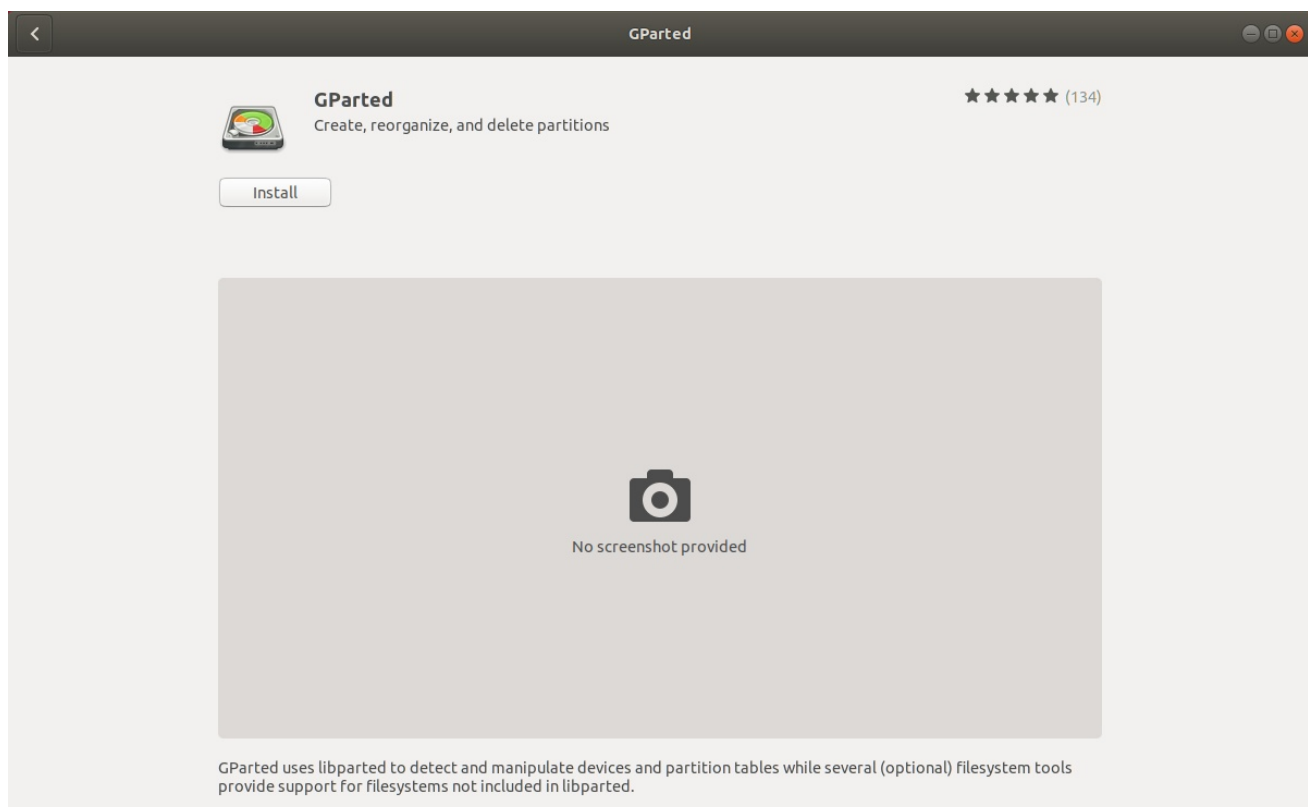 GParted
GParted
★★★★★ (134)
Create, reorganize, and delete partitions
Install
No screenshot provided
GParted uses libparted to detect and manipulate devices and partition tables while several (optional) filesystem tools
provide support for filesystems not included in libparted.